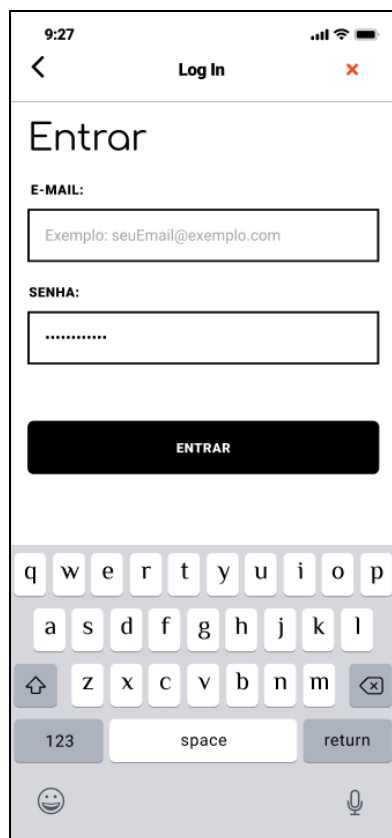 9:27
Log In
Entrar
E-MAIL:
Exemplo: seuEmail@exemplo.com
SENHA:
••••••••••••
ENTRAR
q w e r t y u i o p
a s d f g h j k l
z x c v b n m
123 space return